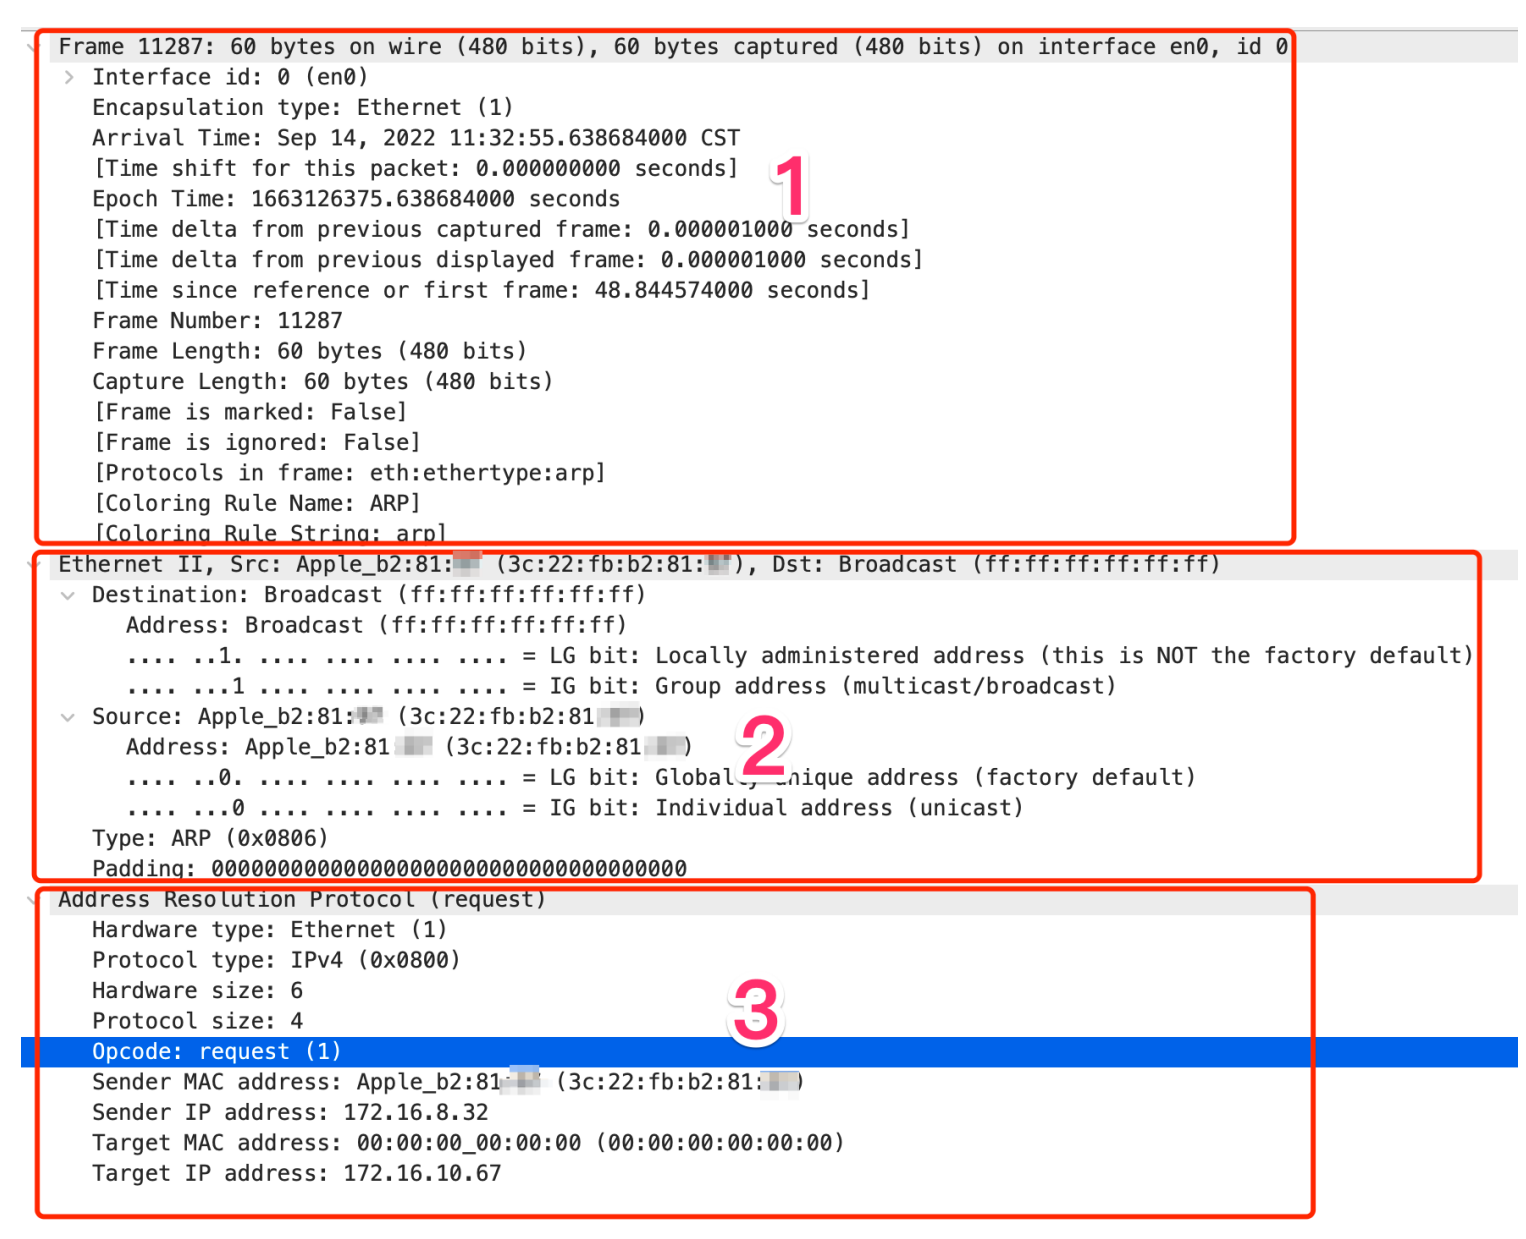 Frame 11287: 60 bytes on wire (480 bits), 60 bytes captured (480 bits) on interface en0, id 0
Interface id: 0 (en0)
Encapsulation type: Ethernet (1)
Arrival Time: Sep 14, 2022 11:32:55.638684000 CST
[Time shift for this packet: 0.000000000 seconds]
1
Epoch Time: 1663126375.638684000 seconds
[Time delta from previous captured frame: 0.000001000 seconds]
[Time delta from previous displayed frame: 0.000001000 seconds]
[Time since reference or first frame: 48.844574000 seconds]
Frame Number: 11287
Frame Length: 60 bytes (480 bits)
Capture Length: 60 bytes (480 bits)
[Frame is marked: False]
[Frame is ignored: False]
[Protocols in frame: eth:ethertype:arp]
[Coloring Rule Name: ARP]
[Coloring Rule String: arp]
Ethernet II, Src: Apple_b2:81: (3c:22:fb:b2:81: ), Dst: Broadcast (ff:ff:ff:ff:ff:ff)
Destination: Broadcast (ff:ff:ff:ff:ff:ff)
Address: Broadcast (ff:ff:ff:ff:ff:ff)
.... ..1. .... .... .... .... = LG bit: Locally administered address (this is NOT the factory default)
.... ...1 .... .... .... .... = IG bit: Group address (multicast/broadcast)
Source: Apple_b2:81: (3c:22:fb:b2:81 )
2
Address: Apple_b2:81 (3c:22:fb:b2:81 )
.... ..0. .... .... .... .... = LG bit: Globally unique address (factory default)
.... ...0 .... .... .... .... = IG bit: Individual address (unicast)
Type: ARP (0x0806)
Padding: 000000000000000000000000000000000000
Address Resolution Protocol (request)
Hardware type: Ethernet (1)
Protocol type: IPv4 (0x0800)
Hardware size: 6
3
Protocol size: 4
Opcode: request (1)
Sender MAC address: Apple_b2:81 (3c:22:fb:b2:81: )
Sender IP address: 172.16.8.32
Target MAC address: 00:00:00_00:00:00 (00:00:00:00:00:00)
Target IP address: 172.16.10.67